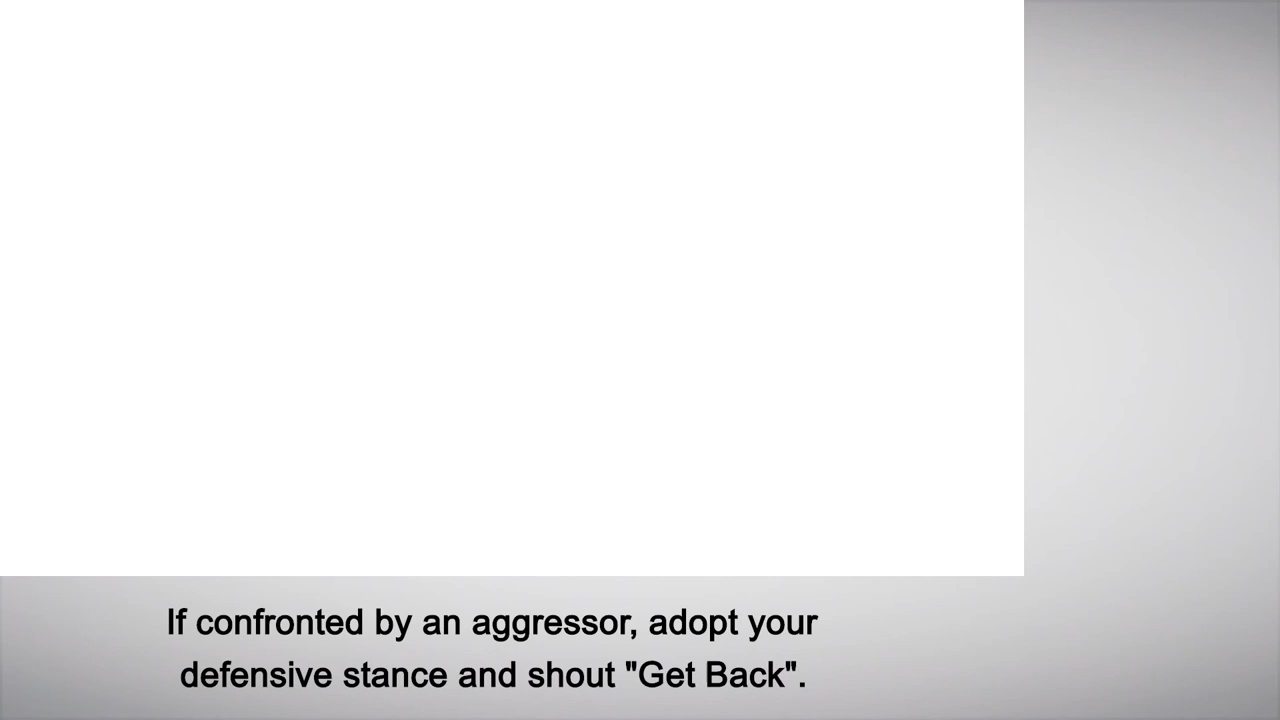 If confronted by an aggressor, adopt your
defensive stance and shout "Get Back".